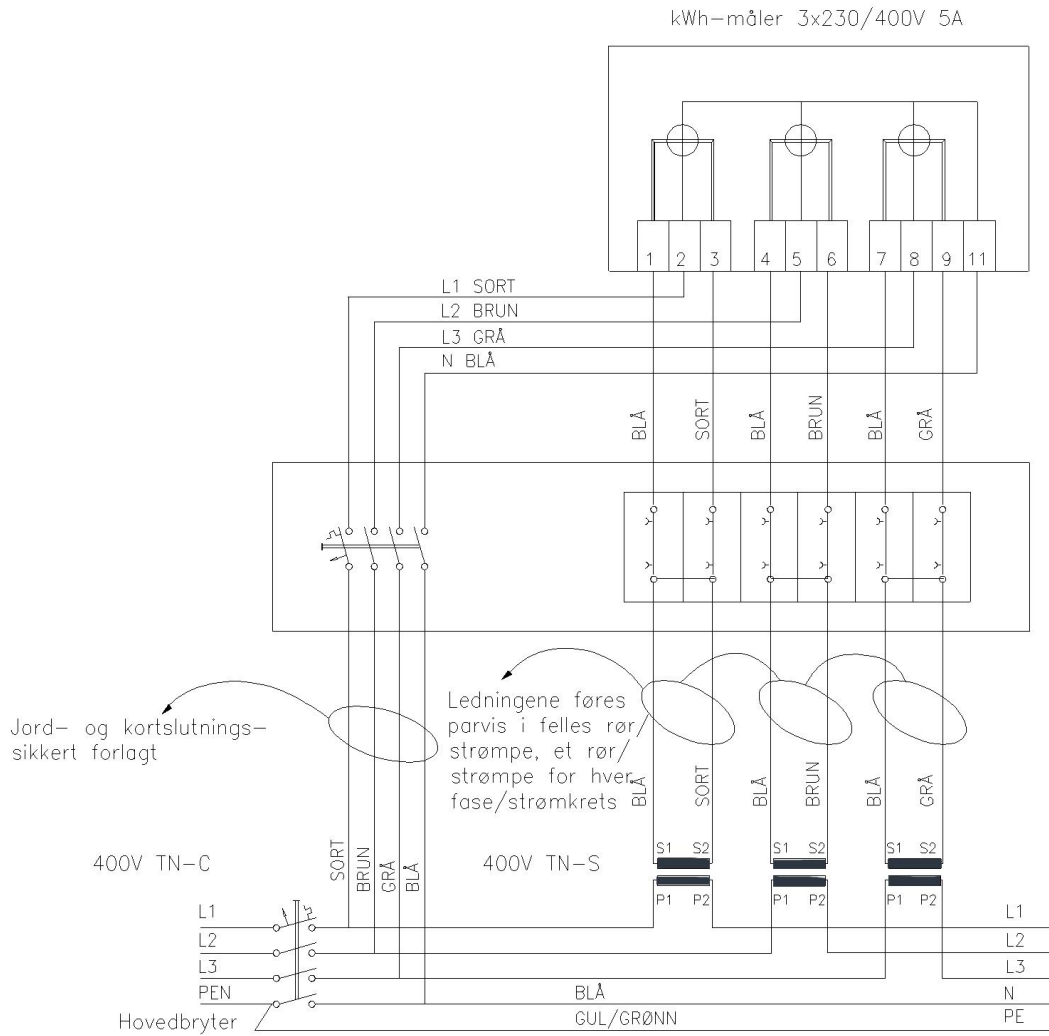 kWh-måler 3x230/400V 5A
1 2 3 4 5 6 7 8 9 11
L1 SORT
L2 BRUN
L3 GRÅ
N BLÅ
BLÅ SORT BLÅ BRUN BLÅ GRÅ
Jord- og kortslutnings-
sikkert forlagt
Ledningene føres
parvis i felles rør/
strømpe, et rør/
strømpe for hver
fase/strømkrets
BLÅ SORT BLÅ BRUN BLÅ GRÅ
400V TN-C
SORT BRUN GRÅ BLÅ
400V TN-S
S1 S2 S1 S2 S1 S2
P1 P2 P1 P2 P1 P2
L1 L1
L2 L2
L3 L3
PEN BLÅ N
Hovedbryter GUL/GRØNN PE